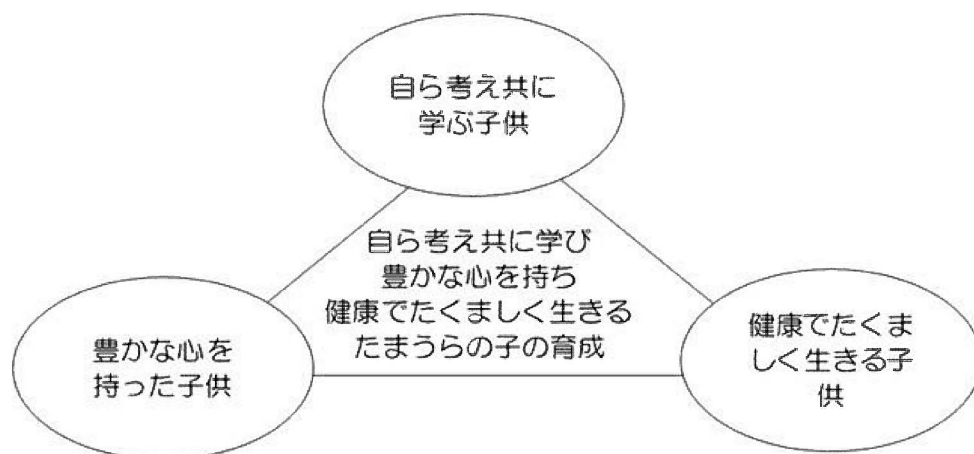 自ら考え共に
学ぶ子供
自ら考え共に学び
豊かな心を持ち
健康でたくましく生きる
たまうらの子の育成
豊かな心を
持った子供
健康でたくま
しく生きる子
供